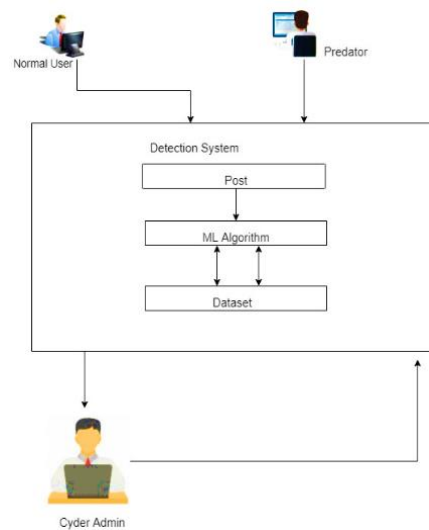 Normal User
Predator
Detection System
Post
ML Algorithm
Dataset
Cyder Admin